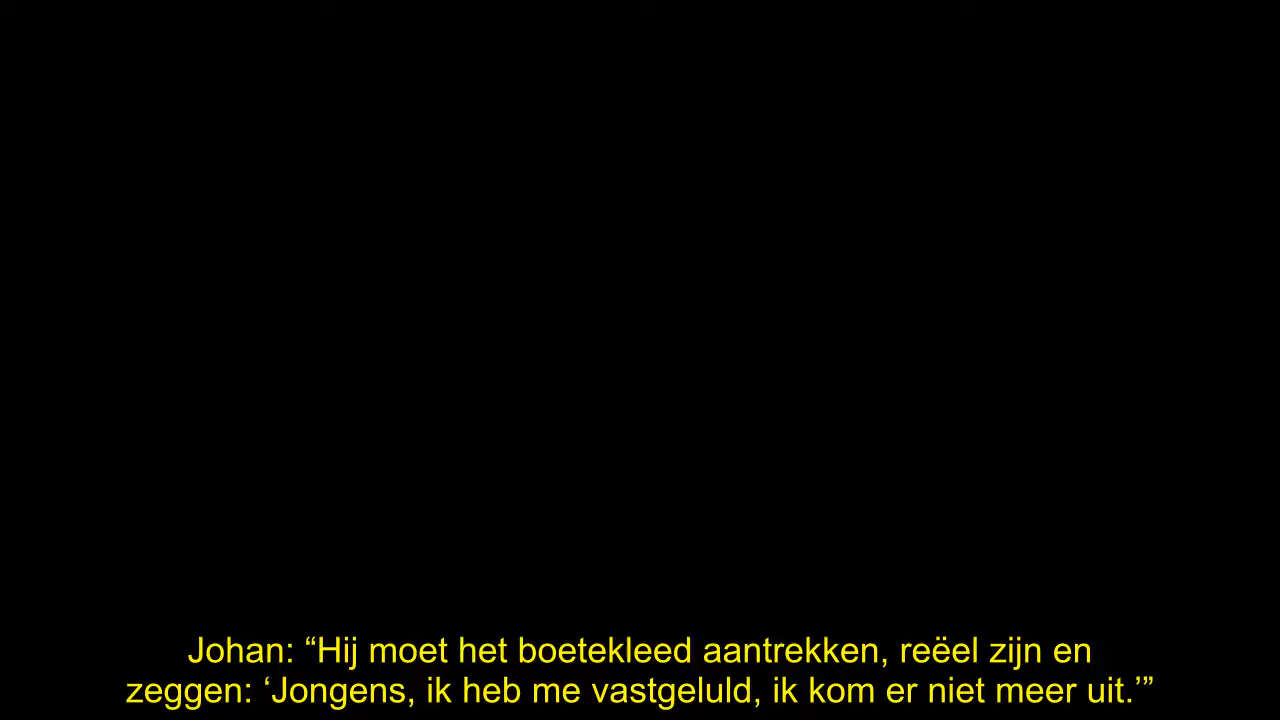 Johan: “Hij moet het boetekleed aantrekken, reëel zijn en
zeggen: ‘Jongens, ik heb me vastgeluld, ik kom er niet meer uit.’”